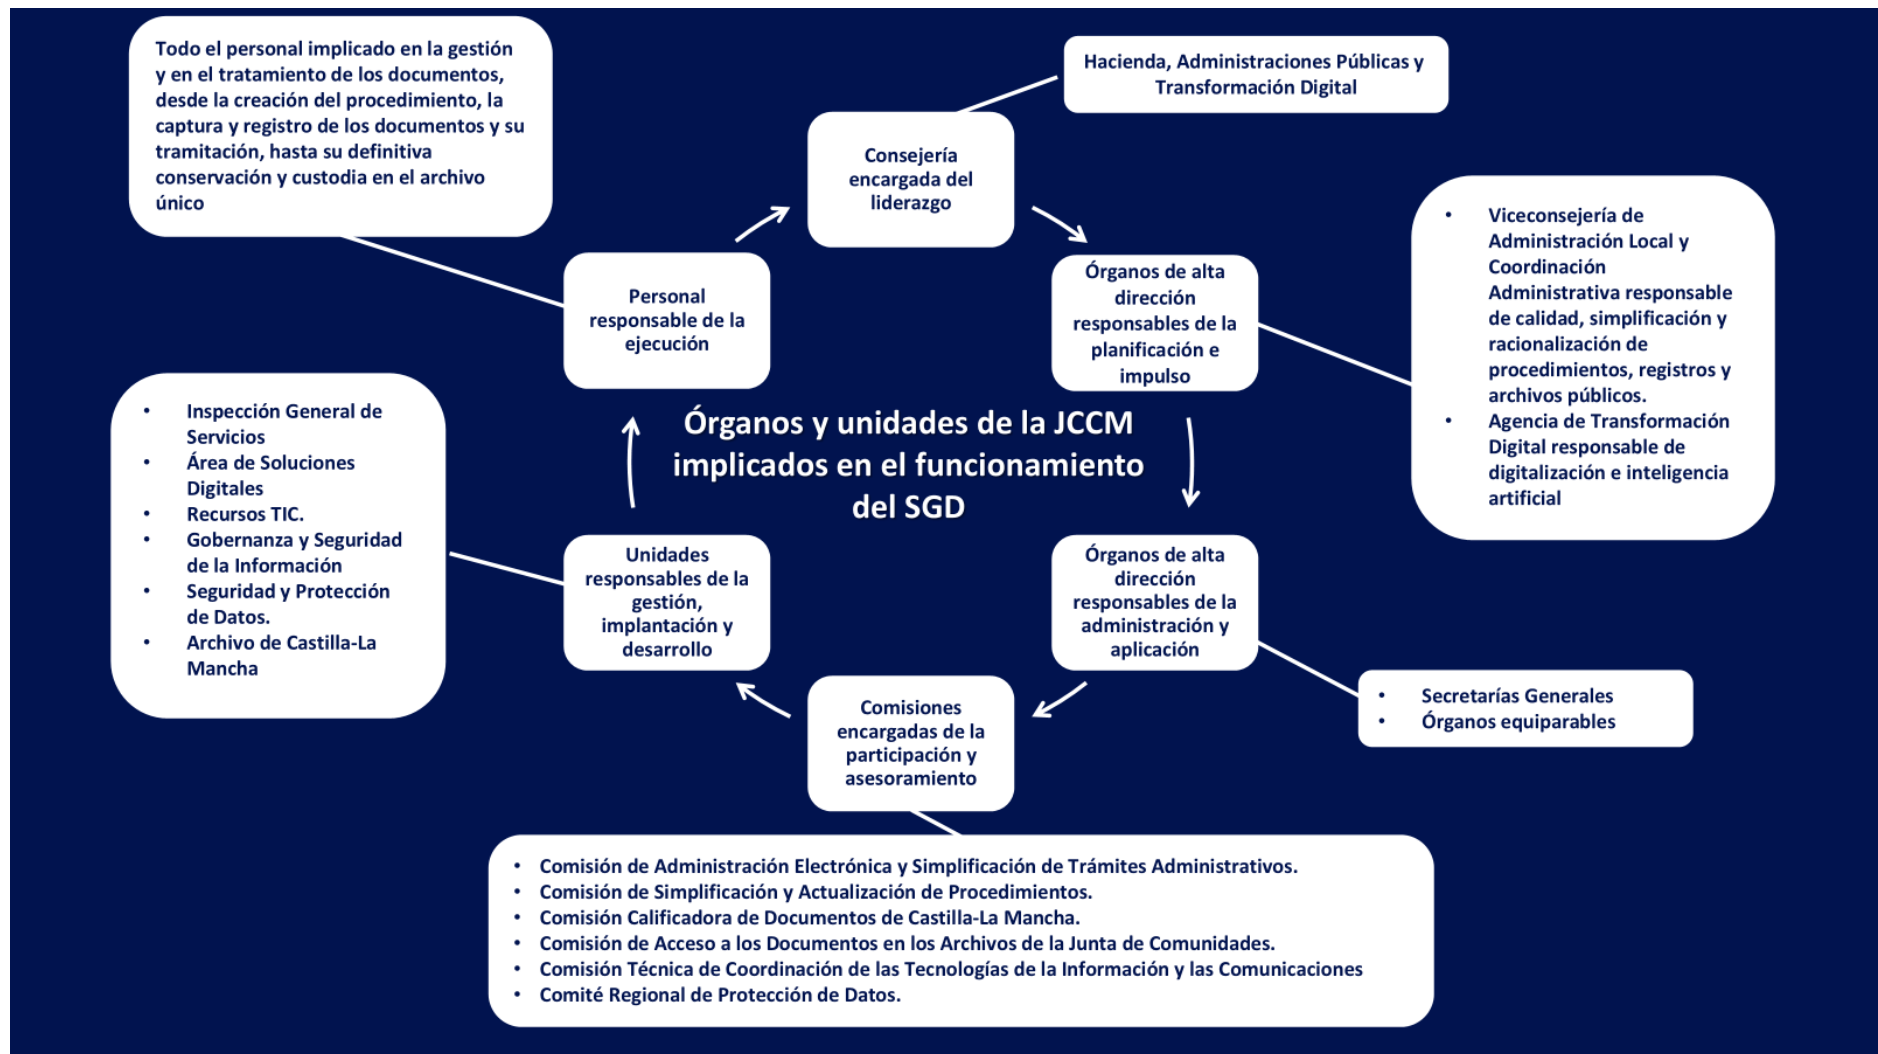 Todo el personal implicado en la gestión
y en el tratamiento de los documentos,
desde la creación del procedimiento, la
captura y registro de los documentos y su
tramitación, hasta su definitiva
conservación y custodia en el archivo
único
Hacienda, Administraciones Públicas y
Transformación Digital
Consejería
encargada del
liderazgo
Órganos de alta
dirección
responsables de la
planificación e
impulso
• Viceconsejería de
Administración Local y
Coordinación
Administrativa responsable
de calidad, simplificación y
racionalización de
procedimientos, registros y
archivos públicos.
• Agencia de Transformación
Digital responsable de
digitalización e inteligencia
artificial
Personal
responsable de la
ejecución
Órganos y unidades de la JCCM
implicados en el funcionamiento
del SGD
• Inspección General de
Servicios
• Área de Soluciones
Digitales
• Recursos TIC.
• Gobernanza y Seguridad
de la Información
• Seguridad y Protección
de Datos.
• Archivo de Castilla-La
Mancha
Unidades
responsables de la
gestión,
implantación y
desarrollo
Órganos de alta
dirección
responsables de la
administración y
aplicación
• Secretarías Generales
• Órganos equiparables
Comisiones
encargadas de la
participación y
asesoramiento
• Comisión de Administración Electrónica y Simplificación de Trámites Administrativos.
• Comisión de Simplificación y Actualización de Procedimientos.
• Comisión Calificadora de Documentos de Castilla-La Mancha.
• Comisión de Acceso a los Documentos en los Archivos de la Junta de Comunidades.
• Comisión Técnica de Coordinación de las Tecnologías de la Información y las Comunicaciones
• Comité Regional de Protección de Datos.